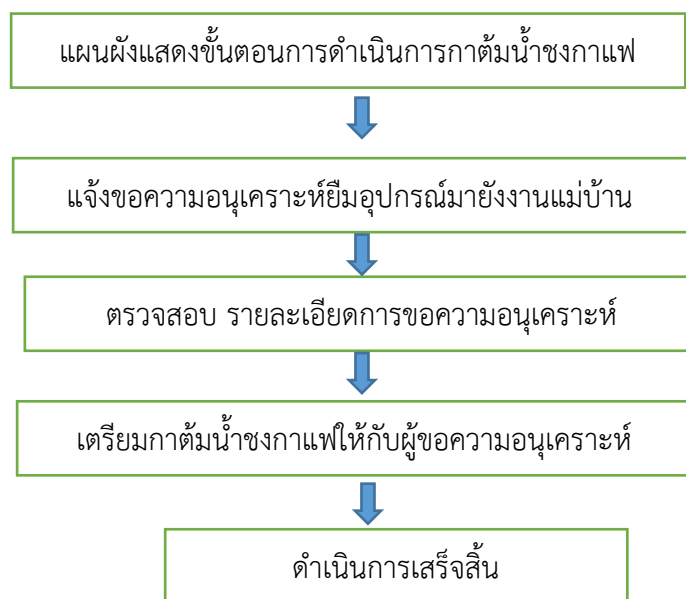 แผนผังแสดงขั้นตอนการดำเนินการกาต้มน้ำชงกาแฟ
แจ้งขอความอนุเคราะห์ยืมอุปกรณ์มายังงานแม่บ้าน
ตรวจสอบ รายละเอียดการขอความอนุเคราะห์
เตรียมกาต้มน้ำชงกาแฟให้กับผู้ขอความอนุเคราะห์
ดำเนินการเสร็จสิ้น